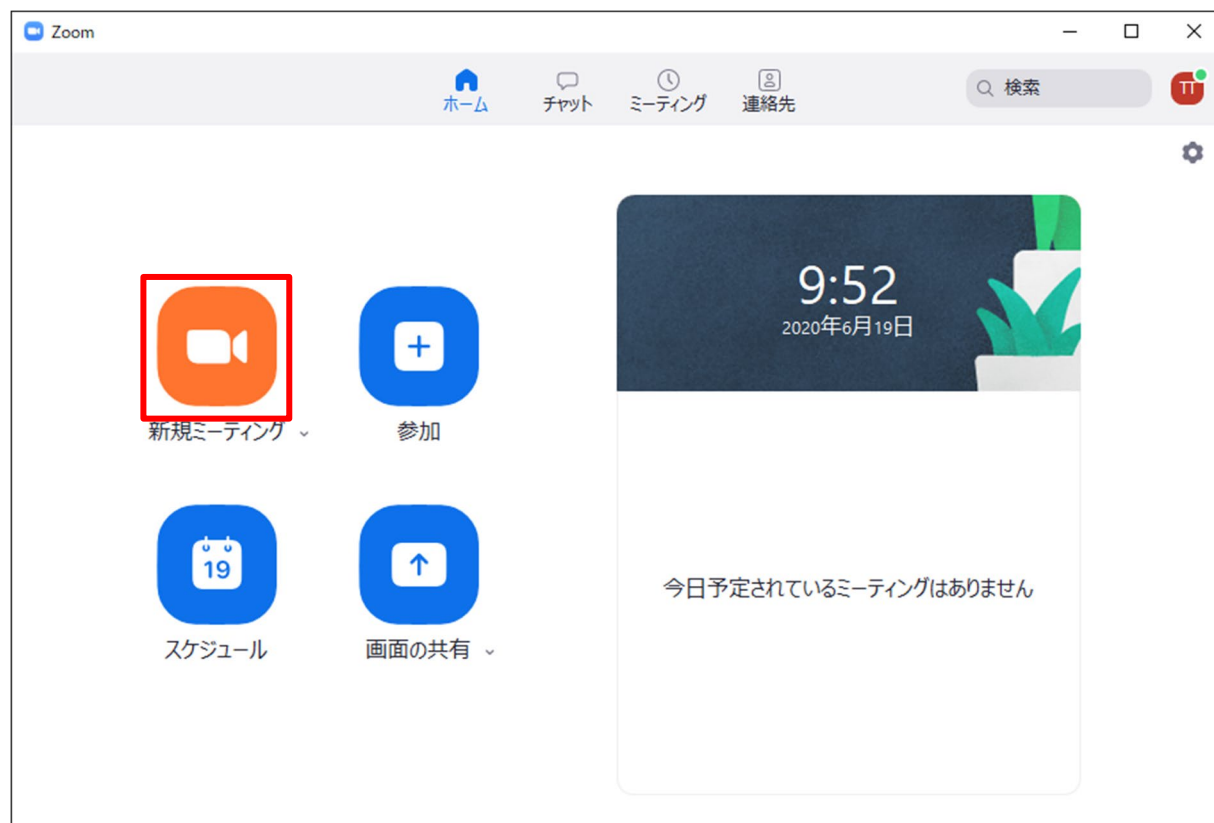 Zoom
ホーム
チャット
ミーティング
連絡先
検索
TT
9:52
2020年6月19日
新規ミーティング
参加
19
スケジュール
画面の共有
今日予定されているミーティングはありません